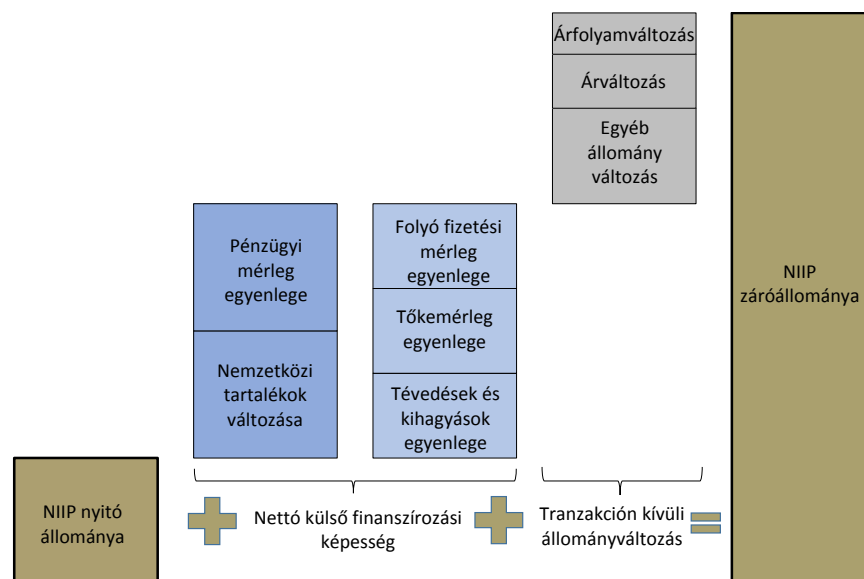 Árfolyamváltozás
Árváltozás
Egyéb
állomány
változás
Pénzügyi
mérleg
egyenlege
Nemzetközi
tartalékok
változása
Folyó fizetési
mérleg
egyenlege
Tőkemérleg
egyenlege
Tévedések és
kihagyások
egyenlege
NIIP
záróállománya
NIIP nyitó
állománya
Nettó külső finanszírozási
képesség
Tranzakción kívüli
állományváltozás